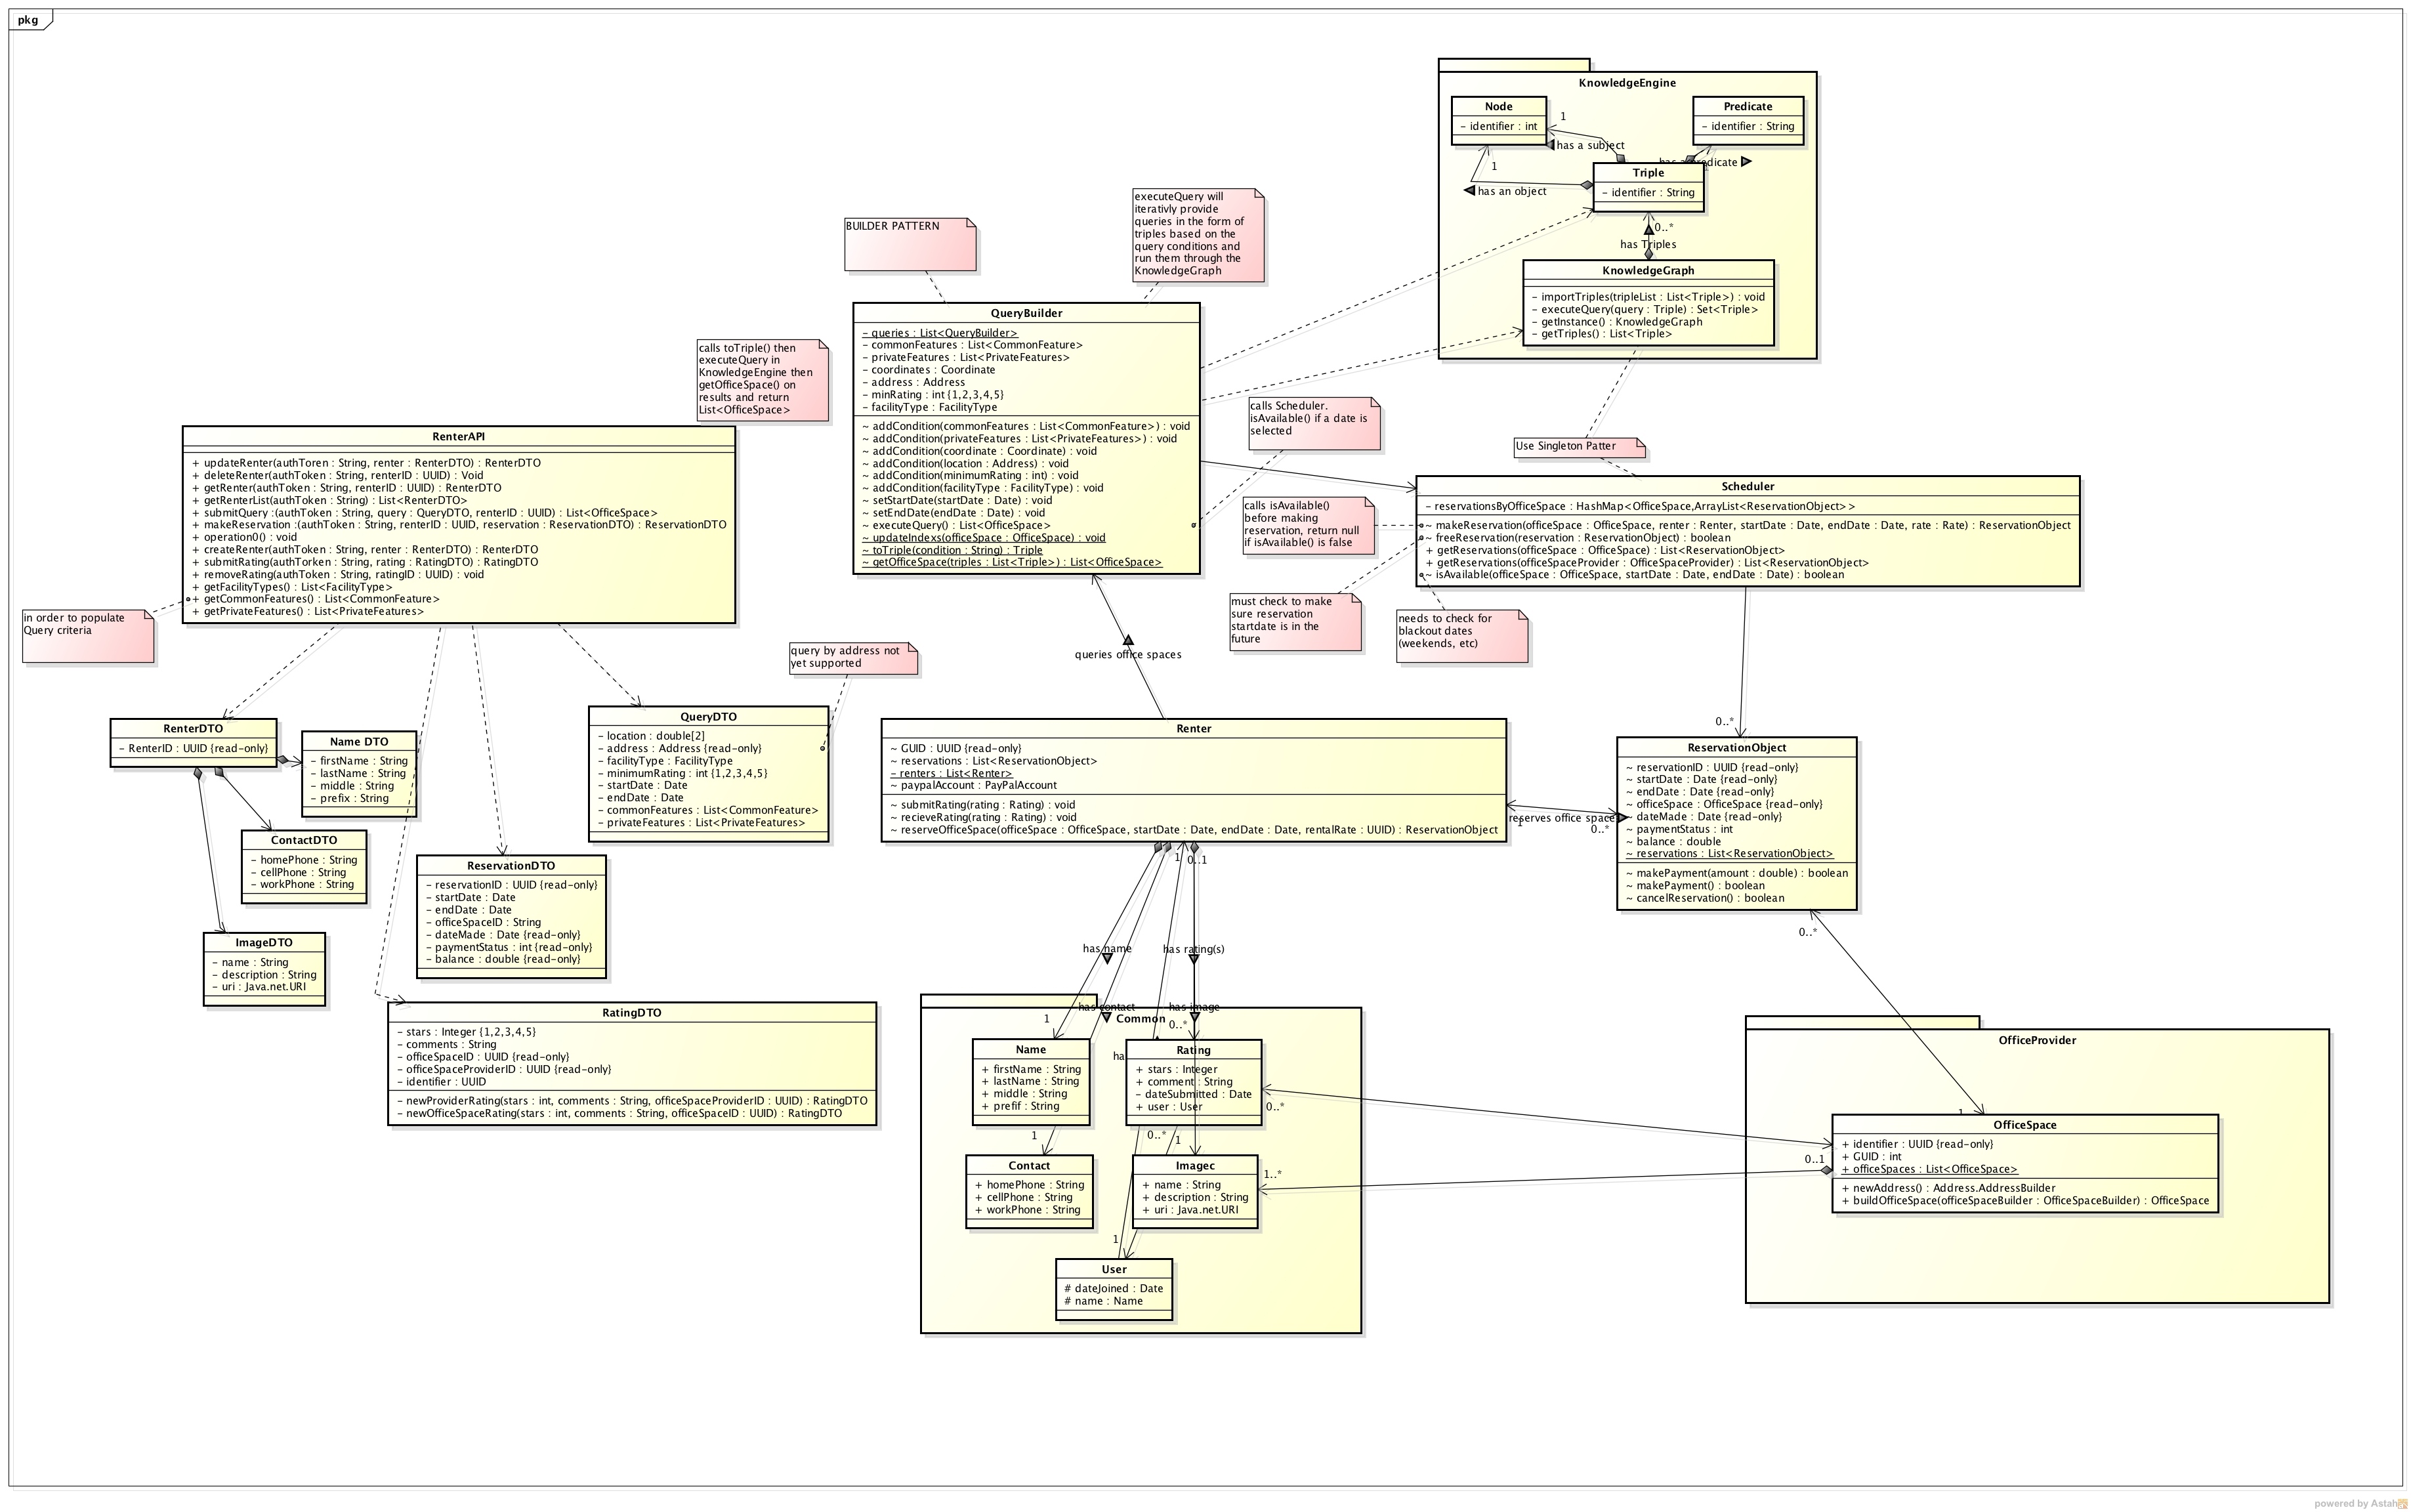 pkg
KnowledgeEngine
Node
- identifier : int
Predicate
- identifier : String
1
has a subject
1
has an object
has a predicate
Triple
- identifier : String
0..*
has Triples
KnowledgeGraph
- importTriples(tripleList : List<Triple>) : void
- executeQuery(query : Triple) : Set<Triple>
- getInstance() : KnowledgeGraph
- getTriples() : List<Triple>
BUILDER PATTERN
executeQuery will
iterativly provide
queries in the form of
triples based on the
query conditions and
run them through the
KnowledgeGraph
calls toTriple() then
executeQuery in
KnowledgeEngine then
getOfficeSpace() on
results and return
List<OfficeSpace>
QueryBuilder
- queries : List<QueryBuilder>
- commonFeatures : List<CommonFeature>
- privateFeatures : List<PrivateFeatures>
- coordinates : Coordinate
- address : Address
- minRating : int {1,2,3,4,5}
- facilityType : FacilityType
~ addCondition(commonFeatures : List<CommonFeature>) : void
~ addCondition(privateFeatures : List<PrivateFeatures>) : void
~ addCondition(coordinate : Coordinate) : void
~ addCondition(location : Address) : void
~ addCondition(minimumRating : int) : void
~ addCondition(facilityType : FacilityType) : void
~ setStartDate(startDate : Date) : void
~ setEndDate(endDate : Date) : void
~ executeQuery() : List<OfficeSpace>
~ updateIndexs(officeSpace : OfficeSpace) : void
~ toTriple(condition : String) : Triple
~ getOfficeSpace(triples : List<Triple>) : List<OfficeSpace>
calls Scheduler.
isAvailable() if a date is
selected
Use Singleton Patter
RenterAPI
+ updateRenter(authToren : String, renter : RenterDTO) : RenterDTO
+ deleteRenter(authToken : String, renterID : UUID) : Void
+ getRenter(authToken : String, renterID : UUID) : RenterDTO
+ getRenterList(authToken : String) : List<RenterDTO>
+ submitQuery :(authToken : String, query : QueryDTO, renterID : UUID) : List<OfficeSpace>
+ makeReservation :(authToken : String, renterID : UUID, reservation : ReservationDTO) : ReservationDTO
+ operation0() : void
+ createRenter(authToken : String, renter : RenterDTO) : RenterDTO
+ submitRating(authTorken : String, rating : RatingDTO) : RatingDTO
+ removeRating(authToken : String, ratingID : UUID) : void
+ getFacilityTypes() : List<FacilityType>
+ getCommonFeatures() : List<CommonFeature>
+ getPrivateFeatures() : List<PrivateFeatures>
in order to populate
Query criteria
Scheduler
- reservationsByOfficeSpace : HashMap<OfficeSpace,ArrayList<ReservationObject>>
~ makeReservation(officeSpace : OfficeSpace, renter : Renter, startDate : Date, endDate : Date, rate : Rate) : ReservationObject
~ freeReservation(reservation : ReservationObject) : boolean
+ getReservations(officeSpace : OfficeSpace) : List<ReservationObject>
+ getReservations(officeSpaceProvider : OfficeSpaceProvider) : List<ReservationObject>
~ isAvailable(officeSpace : OfficeSpace, startDate : Date, endDate : Date) : boolean
calls isAvailable()
before making
reservation, return null
if isAvailable() is false
must check to make
sure reservation
startdate is in the
future
needs to check for
blackout dates
(weekends, etc)
query by address not
yet supported
queries office spaces
RenterDTO
- RenterID : UUID {read-only}
Name DTO
- firstName : String
- lastName : String
- middle : String
- prefix : String
ContactDTO
- homePhone : String
- cellPhone : String
- workPhone : String
ImageDTO
- name : String
- description : String
- uri : Java.net.URI
QueryDTO
- location : double[2]
- address : Address {read-only}
- facilityType : FacilityType
- minimumRating : int {1,2,3,4,5}
- startDate : Date
- endDate : Date
- commonFeatures : List<CommonFeature>
- privateFeatures : List<PrivateFeatures>
ReservationDTO
- reservationID : UUID {read-only}
- startDate : Date
- endDate : Date
- officeSpaceID : String
- dateMade : Date {read-only}
- paymentStatus : int {read-only}
- balance : double {read-only}
RatingDTO
- stars : Integer {1,2,3,4,5}
- comments : String
- officeSpaceID : UUID {read-only}
- officeSpaceProviderID : UUID {read-only}
- identifier : UUID
- newProviderRating(stars : int, comments : String, officeSpaceProviderID : UUID) : RatingDTO
- newOfficeSpaceRating(stars : int, comments : String, officeSpaceID : UUID) : RatingDTO
Renter
~ GUID : UUID {read-only}
~ reservations : List<ReservationObject>
- renters : List<Renter>
~ paypalAccount : PayPalAccount
~ submitRating(rating : Rating) : void
~ recieveRating(rating : Rating) : void
~ reserveOfficeSpace(officeSpace : OfficeSpace, startDate : Date, endDate : Date, rentalRate : UUID) : ReservationObject
reserves office space
1
0..*
0..*
ReservationObject
~ reservationID : UUID {read-only}
~ startDate : Date {read-only}
~ endDate : Date {read-only}
~ officeSpace : OfficeSpace {read-only}
~ dateMade : Date {read-only}
~ paymentStatus : int
~ balance : double
~ reservations : List<ReservationObject>
~ makePayment(amount : double) : boolean
~ makePayment() : boolean
~ cancelReservation() : boolean
0..*
1
0..1
has name
has rating(s)
has contact
has image
1
0..*
Common
Name
+ firstName : String
+ lastName : String
+ middle : String
+ prefif : String
ha
Rating
+ stars : Integer
+ comment : String
- dateSubmitted : Date
+ user : User
0..*
1
0..*
1
Contact
+ homePhone : String
+ cellPhone : String
+ workPhone : String
Imagec
+ name : String
+ description : String
+ uri : Java.net.URI
1..*
1
User
# dateJoined : Date
# name : Name
OfficeProvider
1
OfficeSpace
+ identifier : UUID {read-only}
+ GUID : int
+ officeSpaces : List<OfficeSpace>
+ newAddress() : Address.AddressBuilder
+ buildOfficeSpace(officeSpaceBuilder : OfficeSpaceBuilder) : OfficeSpace
0..1
powered by Astah